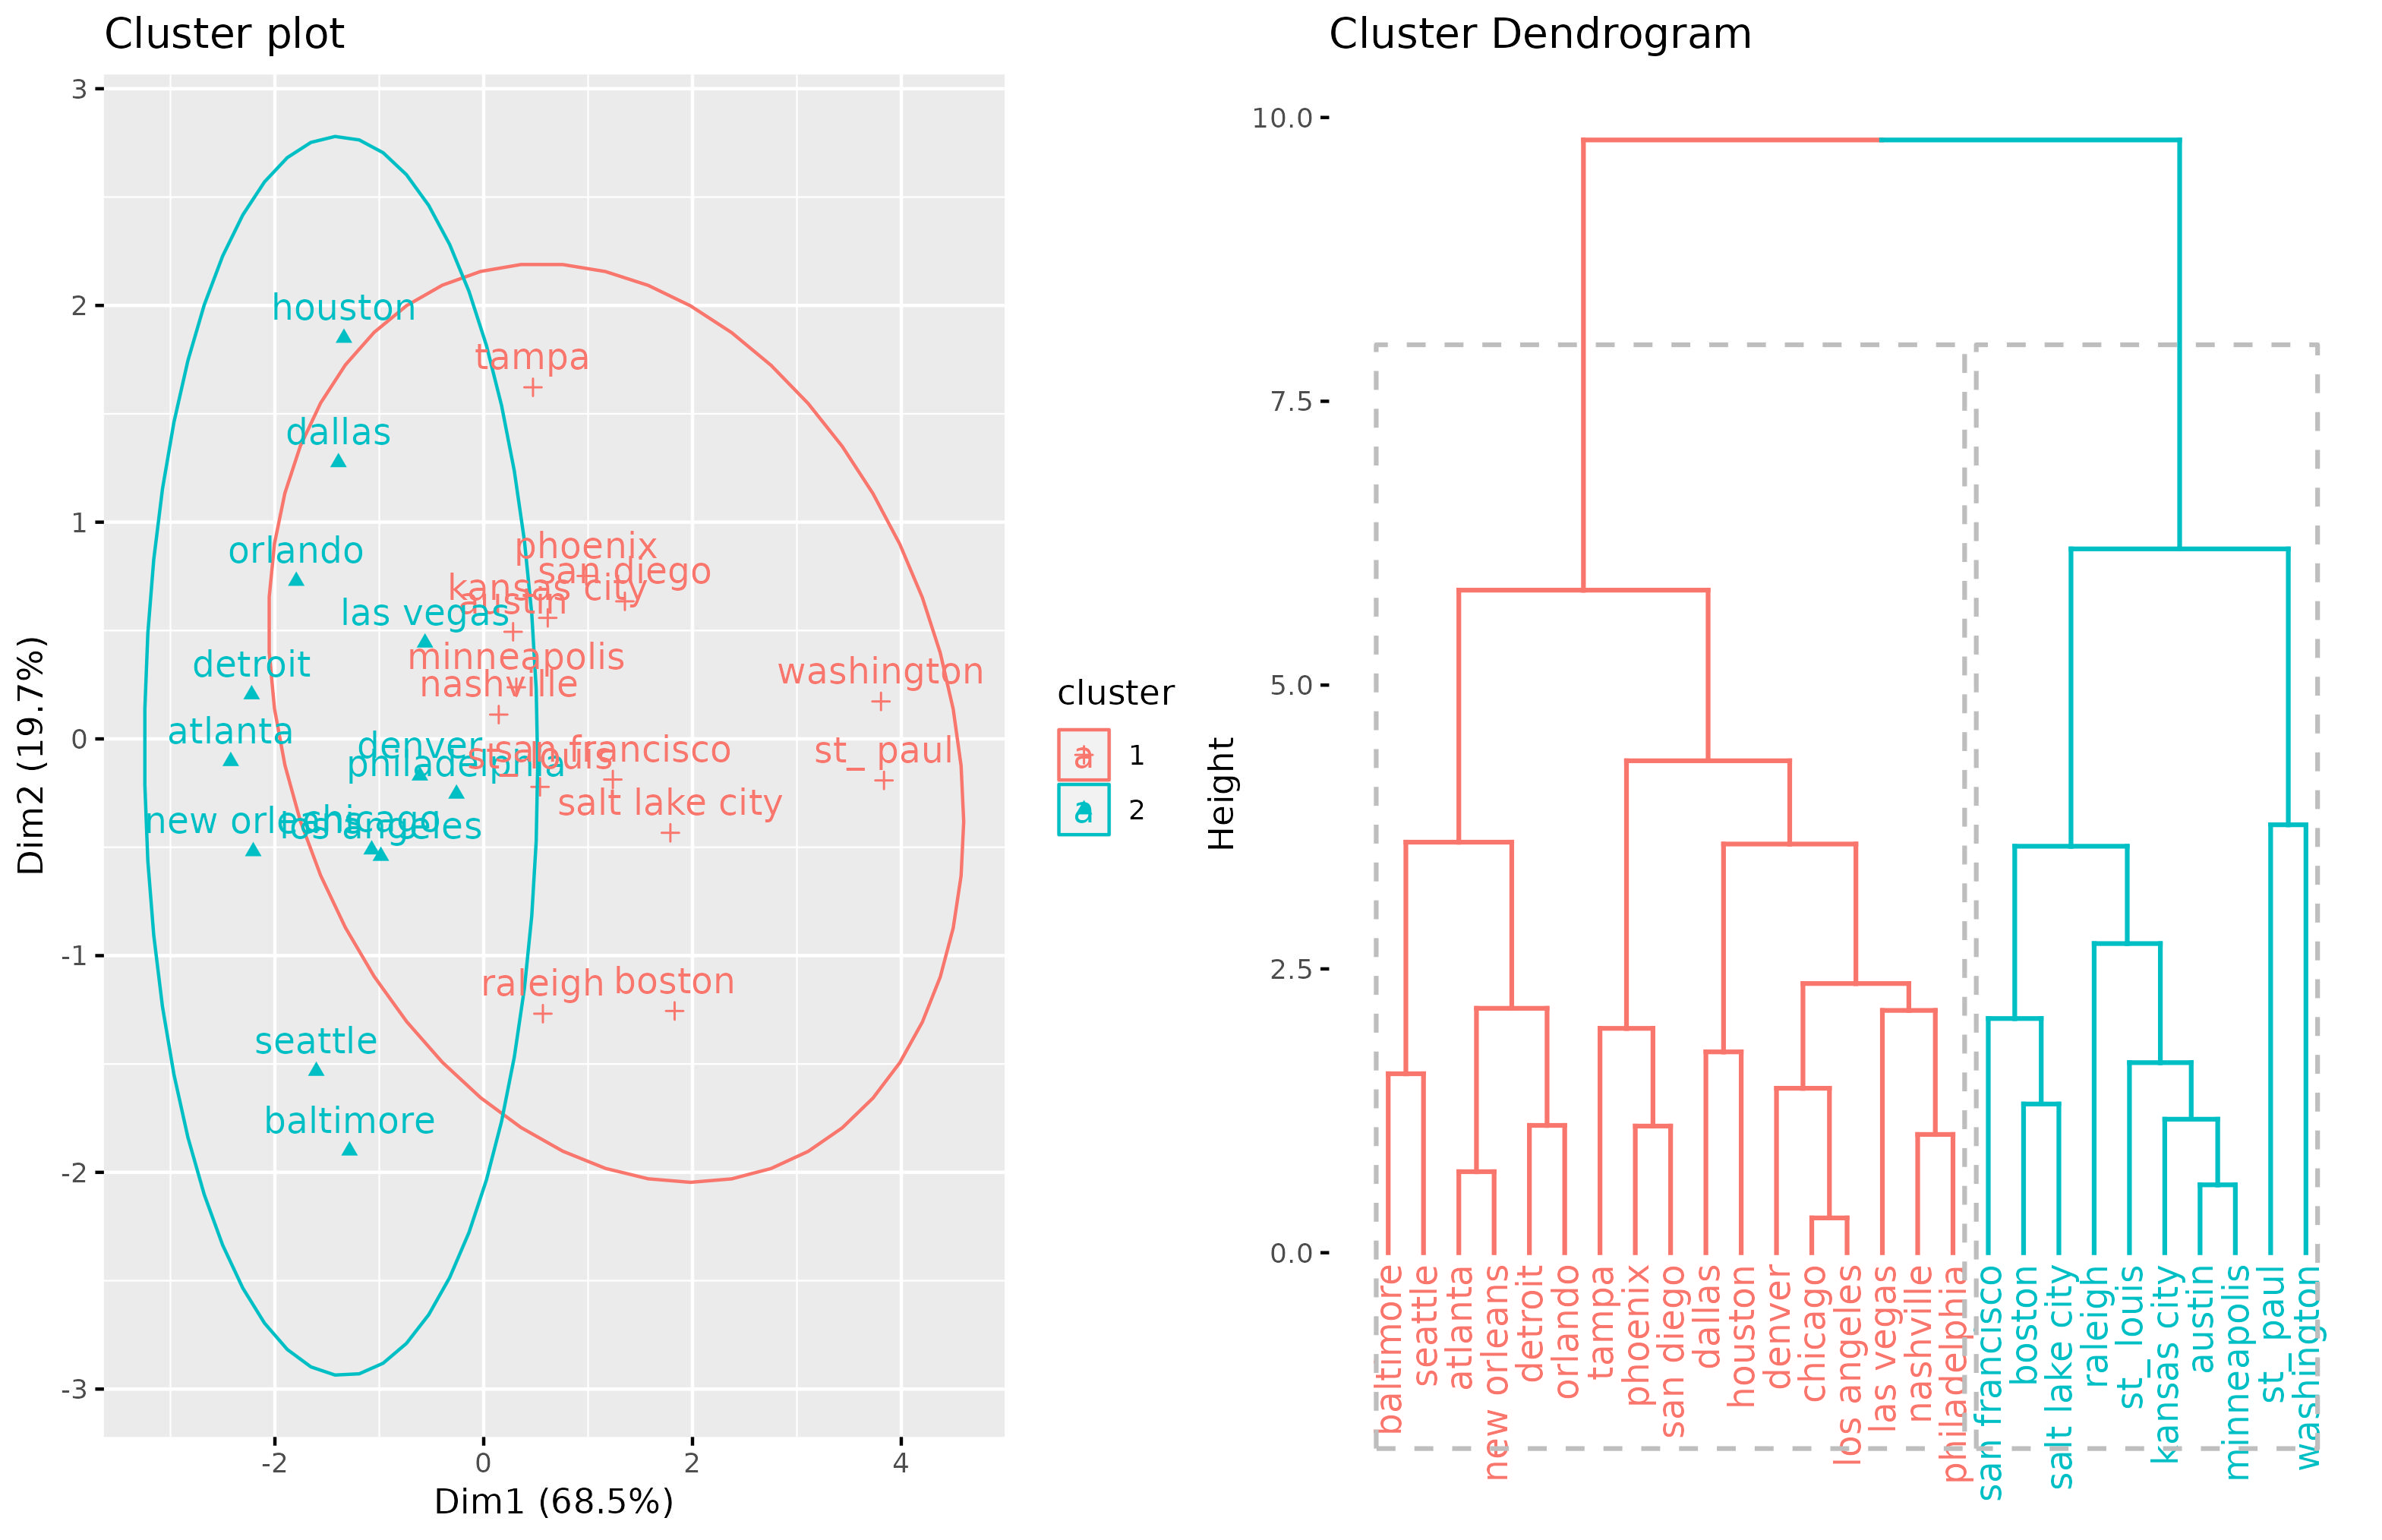 Cluster plot
3
2
1
0
-1
-2
-3
Dim2 (19.7%)
houston
tampa
dallas
phoenix
orlando
san diego
kansas city
austin
las vegas
minneapolis
detroit
nashville
washington
atlanta
denver
san francisco
st_ louis
st_ paul
philadelphia
salt lake city
new orleans
chicago
los angeles
raleigh
boston
seattle
baltimore
-2
0
2
4
Dim1 (68.5%)
cluster
a 1
a 2
Cluster Dendrogram
10.0
7.5
5.0
2.5
0.0
Height
baltimore
seattle
atlanta
new orleans
detroit
orlando
tampa
phoenix
san diego
dallas
houston
denver
chicago
los angeles
las vegas
nashville
philadelphia
san francisco
boston
salt lake city
raleigh
st_ louis
kansas city
austin
minneapolis
st_ paul
washington